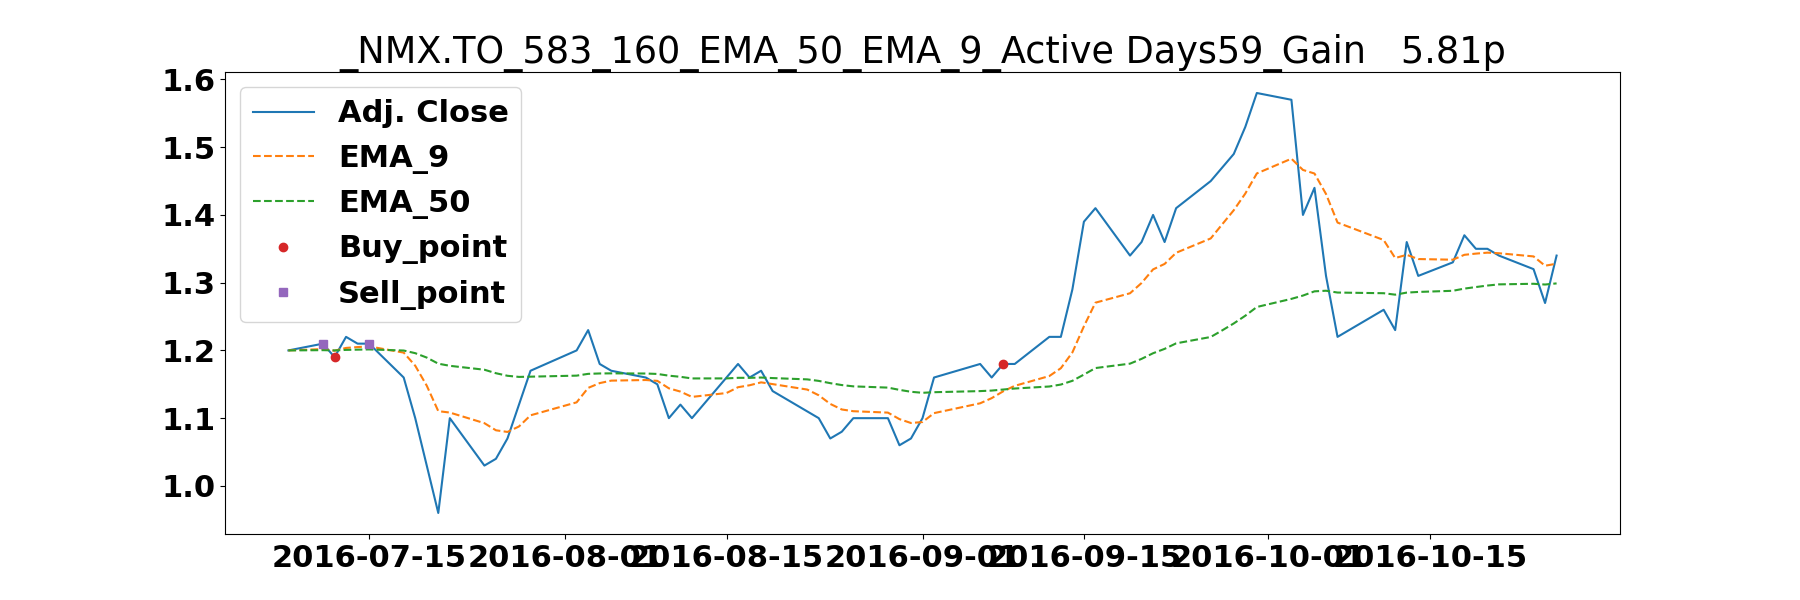 _NMX.TO_583_160_EMA_50_EMA_9_Active Days59_Gain   5.81p
1.6
1.5
1.4
1.3
1.2
1.1
1.0
Adj. Close
EMA_9
EMA_50
Buy_point
Sell_point
2016-07-15 2016-08-01 2016-08-15 2016-09-01 2016-09-15 2016-10-01 2016-10-15